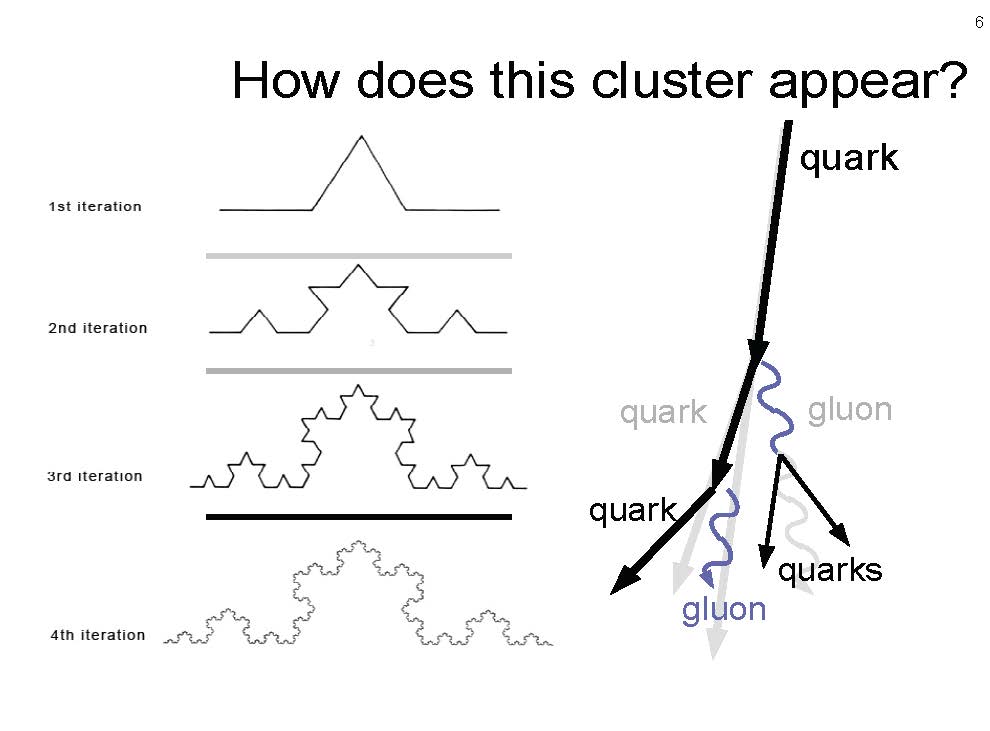 6
How does this cluster appear?
quark
1st iteration
2nd iteration
quark
gluon
3rd iteration
quark
quarks
gluon
4th iteration